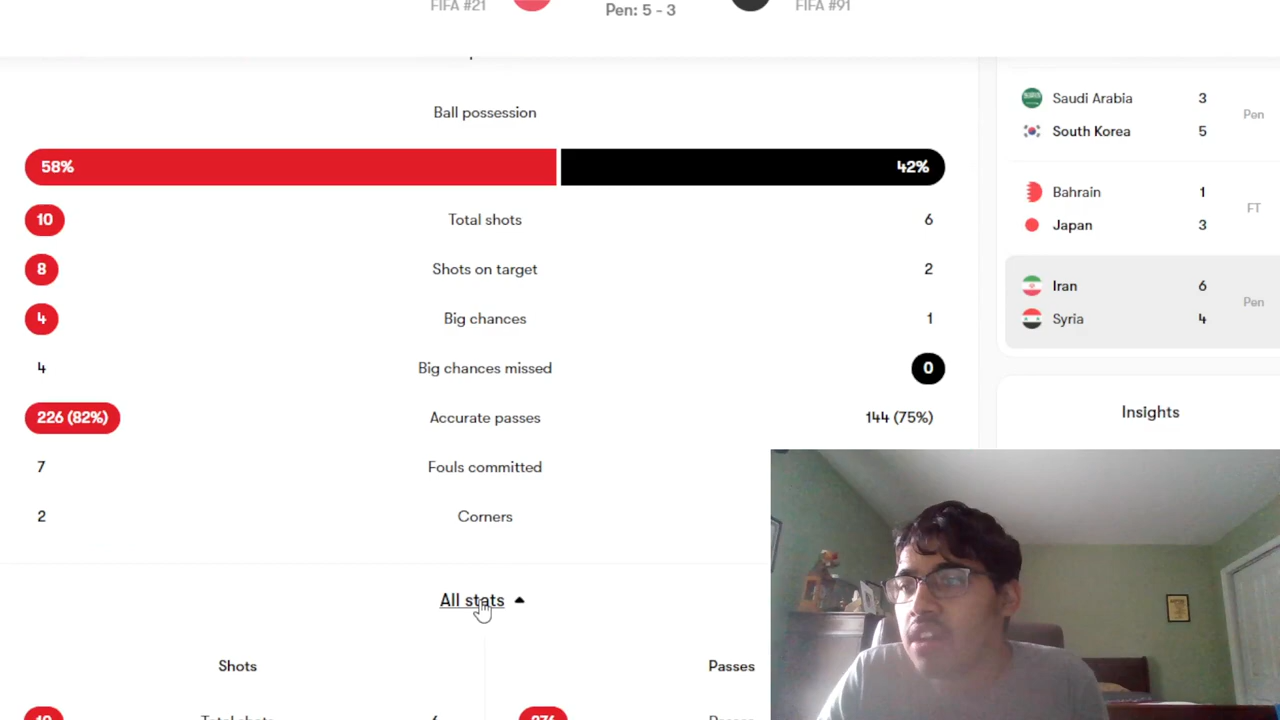 FIFA #21
Pen: 5 - 3
FIFA #91
Ball possession
58%
42%
10
Total shots
6
8
Shots on target
2
4
Big chances
1
4
Big chances missed
0
226 (82%)
Accurate passes
144 (75%)
7
Fouls committed
2
Corners
All stats
Shots
Passes
Total shots
Passes
Saudi Arabia
3
Pen
South Korea
5
Bahrain
1
FT
Japan
3
Iran
6
Pen
Syria
4
Insights